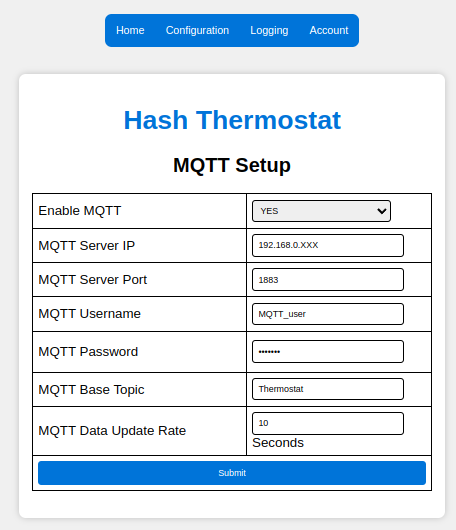 Home Configuration Logging Account
Hash Thermostat
MQTT Setup
Enable MQTT YES
MQTT Server IP 192.168.0.XXX
MQTT Server Port 1883
MQTT Username MQTT_user
MQTT Password •••••••
MQTT Base Topic Thermostat
MQTT Data Update Rate 10
Seconds
Submit